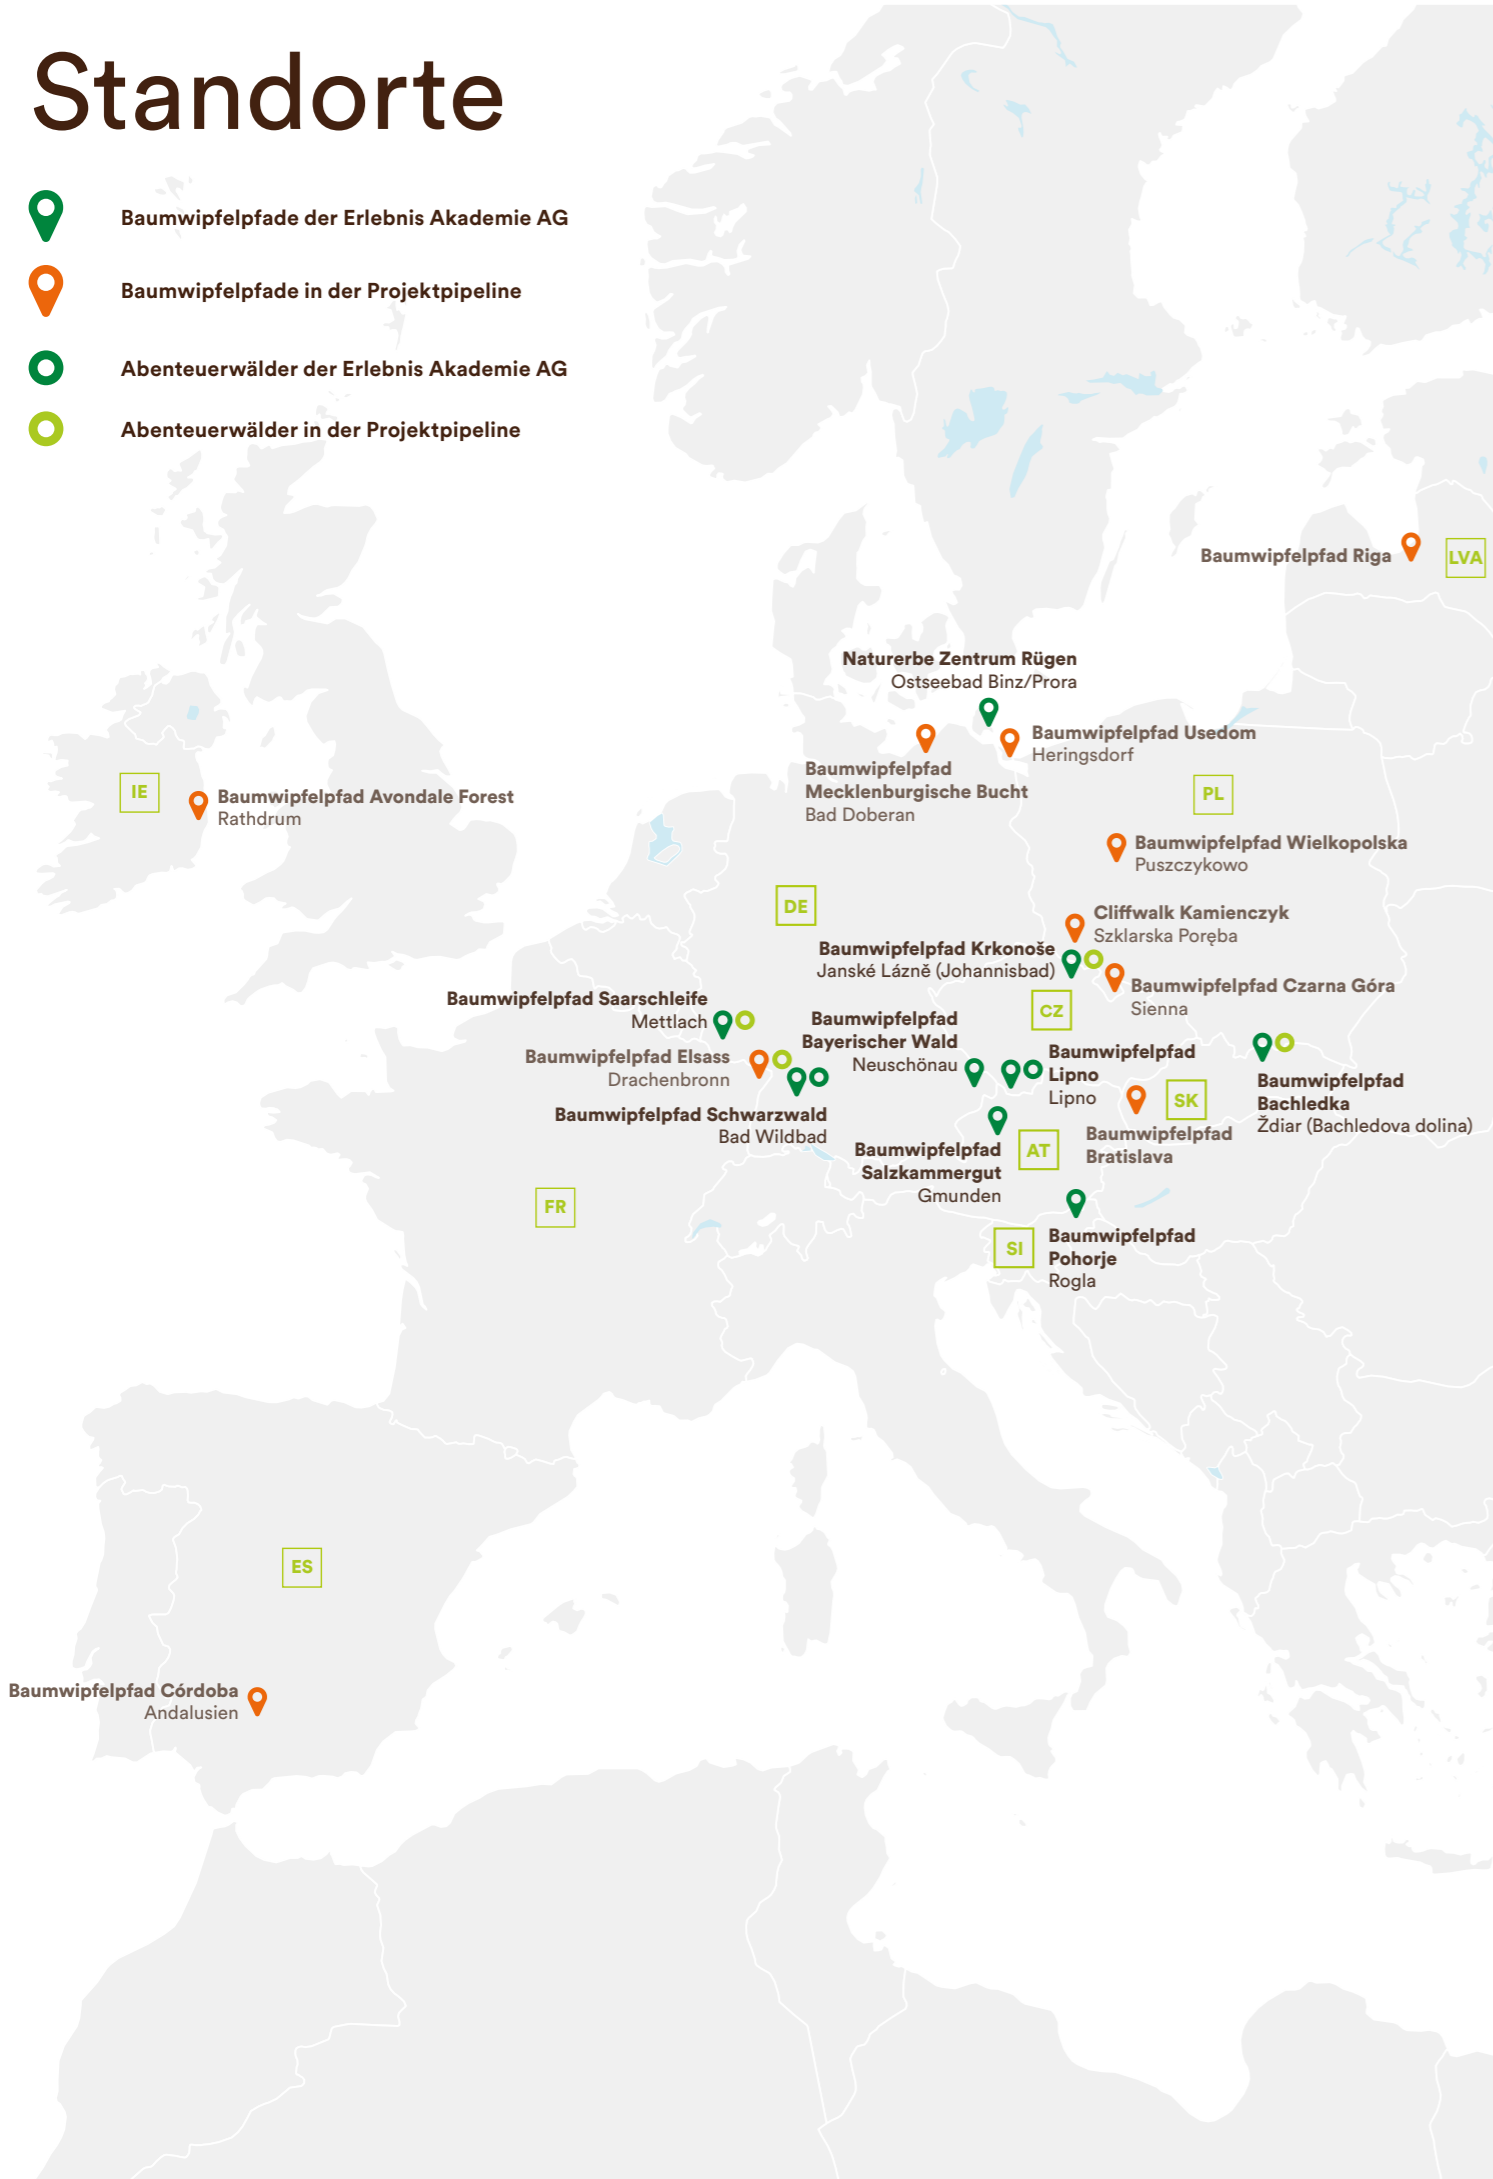 Standorte
Baumwipfelpfade der Erlebnis Akademie AG
Baumwipfelpfade in der Projektpipeline
Abenteuerwälder der Erlebnis Akademie AG
Abenteuerwälder in der Projektpipeline
Baumwipfelpfad Riga
LVA
Naturerbe Zentrum Rügen
Ostseebad Binz/Prora
Baumwipfelpfad Usedom
Heringsdorf
Baumwipfelpfad
Mecklenburgische Bucht
Bad Doberan
IE
Baumwipfelpfad Avondale Forest
Rathdrum
PL
Baumwipfelpfad Wielkopolska
Puszczykowo
DE
Cliffwalk Kamienczyk
Szklarska Poręba
Baumwipfelpfad Krkonoše
Janské Lázně (Johannisbad)
Baumwipfelpfad Czarna Góra
Sienna
CZ
Baumwipfelpfad Saarschleife
Mettlach
Baumwipfelpfad
Bayerischer Wald
Neuschönau
Baumwipfelpfad Elsass
Drachenbronn
Baumwipfelpfad
Lipno
Lipno
Baumwipfelpfad
Bachledka
Ždiar (Bachledova dolina)
SK
Baumwipfelpfad Schwarzwald
Bad Wildbad
Baumwipfelpfad
Bratislava
Baumwipfelpfad
Salzkammergut
Gmunden
AT
FR
SI
Baumwipfelpfad
Pohorje
Rogla
ES
Baumwipfelpfad Córdoba
Andalusien